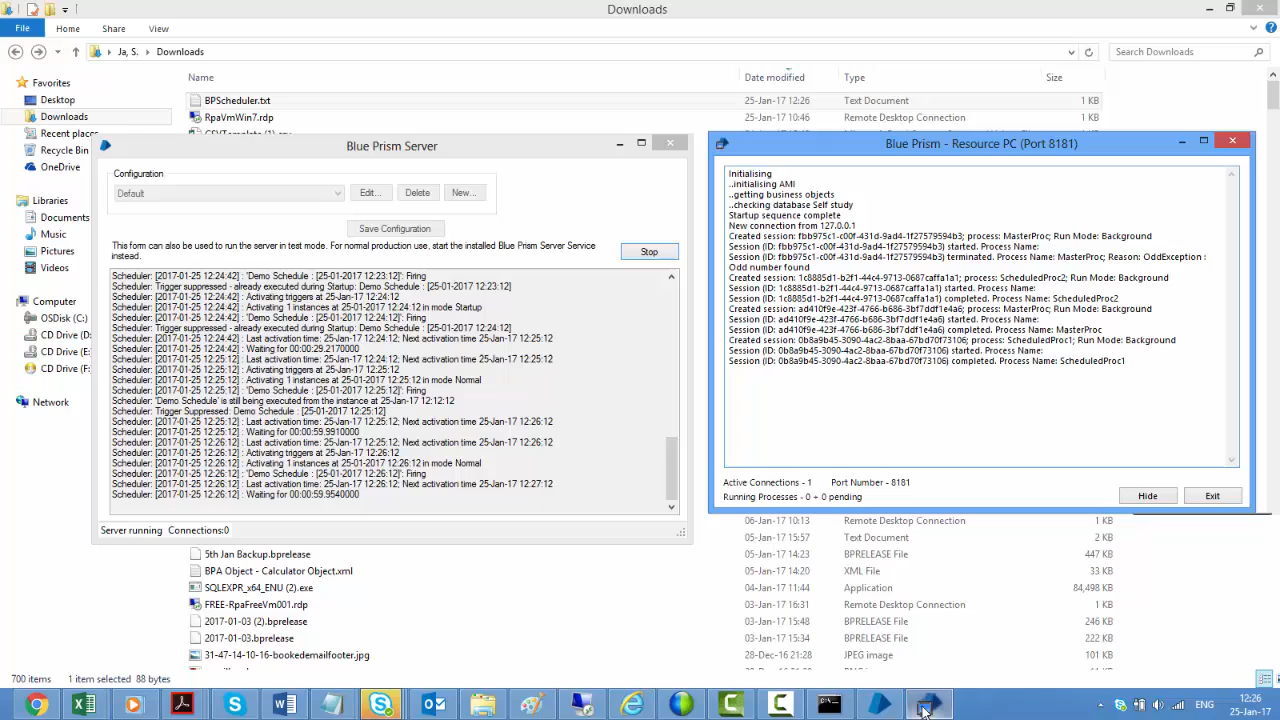 Downloads
File
Home
Share
View
Ja, S.
Downloads
Search Downloads
Favorites
Desktop
Downloads
Recent places
Recycle Bin
OneDrive
Libraries
Documents
Music
Pictures
Videos
Computer
OSDisk (C:)
CD Drive (D:
CD Drive (E:
CD Drive (F:
Network
Name
Date modified
Type
Size
BPScheduler.txt
25-Jan-17 12:26
Text Document
1 KB
RpaVmWin7.rdp
25-Jan-17 10:46
Remote Desktop Connection
1 KB
Blue Prism Server
Configuration
Default
Edit...
Delete
New...
Save Configuration
This form can also be used to run the server in test mode. For normal production use, start the installed Blue Prism Server Service
instead.
Stop
Scheduler: [2017-01-25 12:24:42] : 'Demo Schedule : [25-01-2017 12:23:12]': Firing
Scheduler: Trigger suppressed - already executed during Startup: Demo Schedule : [25-01-2017 12:23:12]
Scheduler: [2017-01-25 12:24:42] : Activating triggers at 25-Jan-17 12:24:12
Scheduler: [2017-01-25 12:24:42] : Activating 1 instances at 25-01-2017 12:24:12 in mode Startup
Scheduler: [2017-01-25 12:24:42] : 'Demo Schedule : [25-01-2017 12:24:12]': Firing
Scheduler: Trigger suppressed - already executed during Startup: Demo Schedule : [25-01-2017 12:24:12]
Scheduler: [2017-01-25 12:24:42] : Last activation time: 25-Jan-17 12:24:12; Next activation time 25-Jan-17 12:25:12
Scheduler: [2017-01-25 12:24:42] : Waiting for 00:00:29.2170000
Scheduler: [2017-01-25 12:25:12] : Last activation time: 25-Jan-17 12:24:12; Next activation time 25-Jan-17 12:25:12
Scheduler: [2017-01-25 12:25:12] : Activating triggers at 25-Jan-17 12:25:12
Scheduler: [2017-01-25 12:25:12] : Activating 1 instances at 25-01-2017 12:25:12 in mode Normal
Scheduler: [2017-01-25 12:25:12] : 'Demo Schedule : [25-01-2017 12:25:12]': Firing
Scheduler: 'Demo Schedule' is still being executed from the instance at 25-Jan-17 12:12:12
Scheduler: Trigger Suppressed: Demo Schedule : [25-01-2017 12:25:12]
Scheduler: [2017-01-25 12:25:12] : Last activation time: 25-Jan-17 12:25:12; Next activation time 25-Jan-17 12:26:12
Scheduler: [2017-01-25 12:25:12] : Waiting for 00:00:59.9910000
Scheduler: [2017-01-25 12:26:12] : Last activation time: 25-Jan-17 12:25:12; Next activation time 25-Jan-17 12:26:12
Scheduler: [2017-01-25 12:26:12] : Activating triggers at 25-Jan-17 12:26:12
Scheduler: [2017-01-25 12:26:12] : Activating 1 instances at 25-01-2017 12:26:12 in mode Normal
Scheduler: [2017-01-25 12:26:12] : 'Demo Schedule : [25-01-2017 12:26:12]': Firing
Scheduler: [2017-01-25 12:26:12] : Last activation time: 25-Jan-17 12:26:12; Next activation time 25-Jan-17 12:27:12
Scheduler: [2017-01-25 12:26:12] : Waiting for 00:00:59.9540000
Server running Connections:0
Blue Prism - Resource PC (Port 8181)
Initialising
..initialising AMI
..getting business objects
..checking database Self study
Startup sequence complete
New connection from 127.0.0.1
Created session: fbb975c1-c00f-431d-9ad4-1f27579594b3; process: MasterProc; Run Mode: Background
Session (ID: fbb975c1-c00f-431d-9ad4-1f27579594b3) started. Process Name:
Session (ID: fbb975c1-c00f-431d-9ad4-1f27579594b3) terminated. Process Name: MasterProc; Reason: OddException :
Odd number found
Created session: 1c8885d1-b2f1-44c4-9713-0687caffa1a1; process: ScheduledProc2; Run Mode: Background
Session (ID: 1c8885d1-b2f1-44c4-9713-0687caffa1a1) started. Process Name:
Session (ID: 1c8885d1-b2f1-44c4-9713-0687caffa1a1) completed. Process Name: ScheduledProc2
Created session: ad410f9e-423f-4766-b686-3bf7ddf1e4a6; process: MasterProc; Run Mode: Background
Session (ID: ad410f9e-423f-4766-b686-3bf7ddf1e4a6) started. Process Name:
Session (ID: ad410f9e-423f-4766-b686-3bf7ddf1e4a6) completed. Process Name: MasterProc
Created session: 0b8a9b45-3090-4ac2-8baa-67bd70f73106; process: ScheduledProc1; Run Mode: Background
Session (ID: 0b8a9b45-3090-4ac2-8baa-67bd70f73106) started. Process Name:
Session (ID: 0b8a9b45-3090-4ac2-8baa-67bd70f73106) completed. Process Name: ScheduledProc1
Active Connections - 1 Port Number - 8181
Running Processes - 0 + 0 pending
Hide
Exit
06-Jan-17 10:13
Remote Desktop Connection
1 KB
05-Jan-17 15:57
Text Document
2 KB
5th Jan Backup.bprelease
05-Jan-17 14:23
BPRELEASE File
447 KB
BPA Object - Calculator Object.xml
05-Jan-17 14:20
XML File
33 KB
SQLEXPR_x64_ENU (2).exe
04-Jan-17 11:44
Application
84,498 KB
FREE-RpaFreeVm001.rdp
03-Jan-17 16:31
Remote Desktop Connection
1 KB
2017-01-03 (2).bprelease
03-Jan-17 15:48
BPRELEASE File
246 KB
2017-01-03.bprelease
03-Jan-17 15:34
BPRELEASE File
222 KB
31-47-14-10-16-bookedemailfooter.jpg
28-Dec-16 21:28
JPEG image
101 KB
700 items
1 item selected 88 bytes
ENG
12:26
25-Jan-17